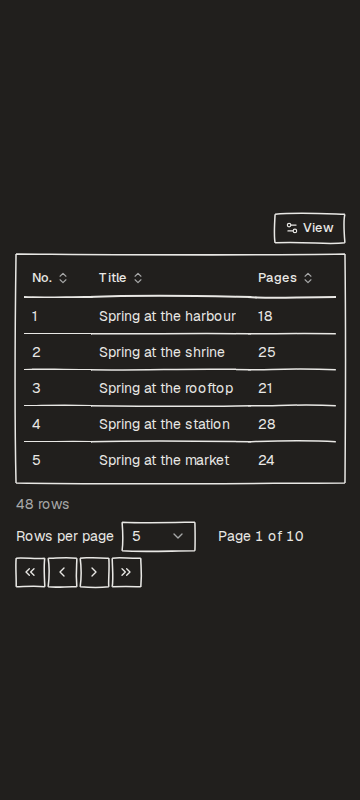 View
No. Title Pages
1 Spring at the harbour 18
2 Spring at the shrine 25
3 Spring at the rooftop 21
4 Spring at the station 28
5 Spring at the market 24
48 rows
Rows per page 5 Page 1 of 10